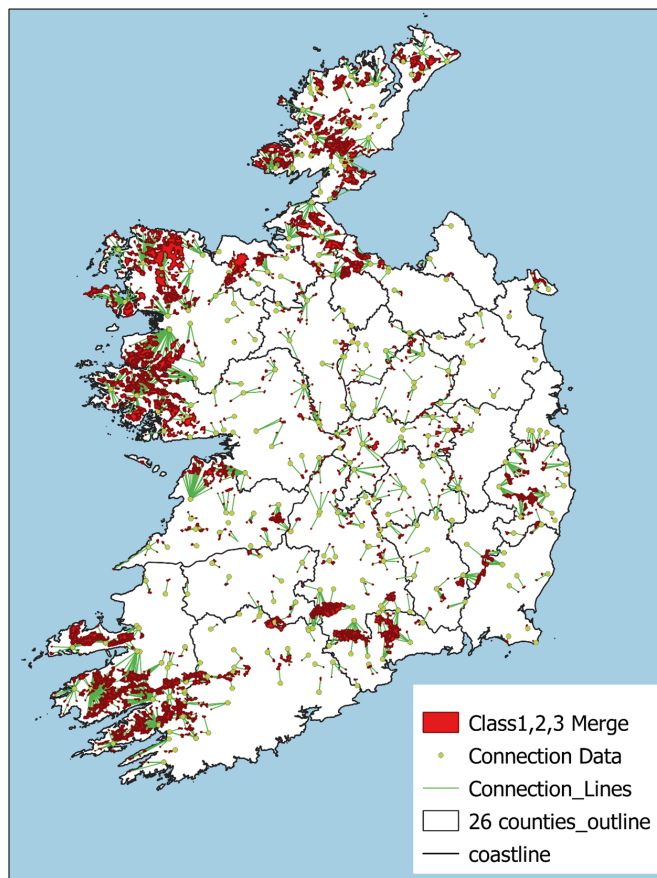 Class1,2,3 Merge
Connection Data
Connection_Lines
26 counties_outline
coastline